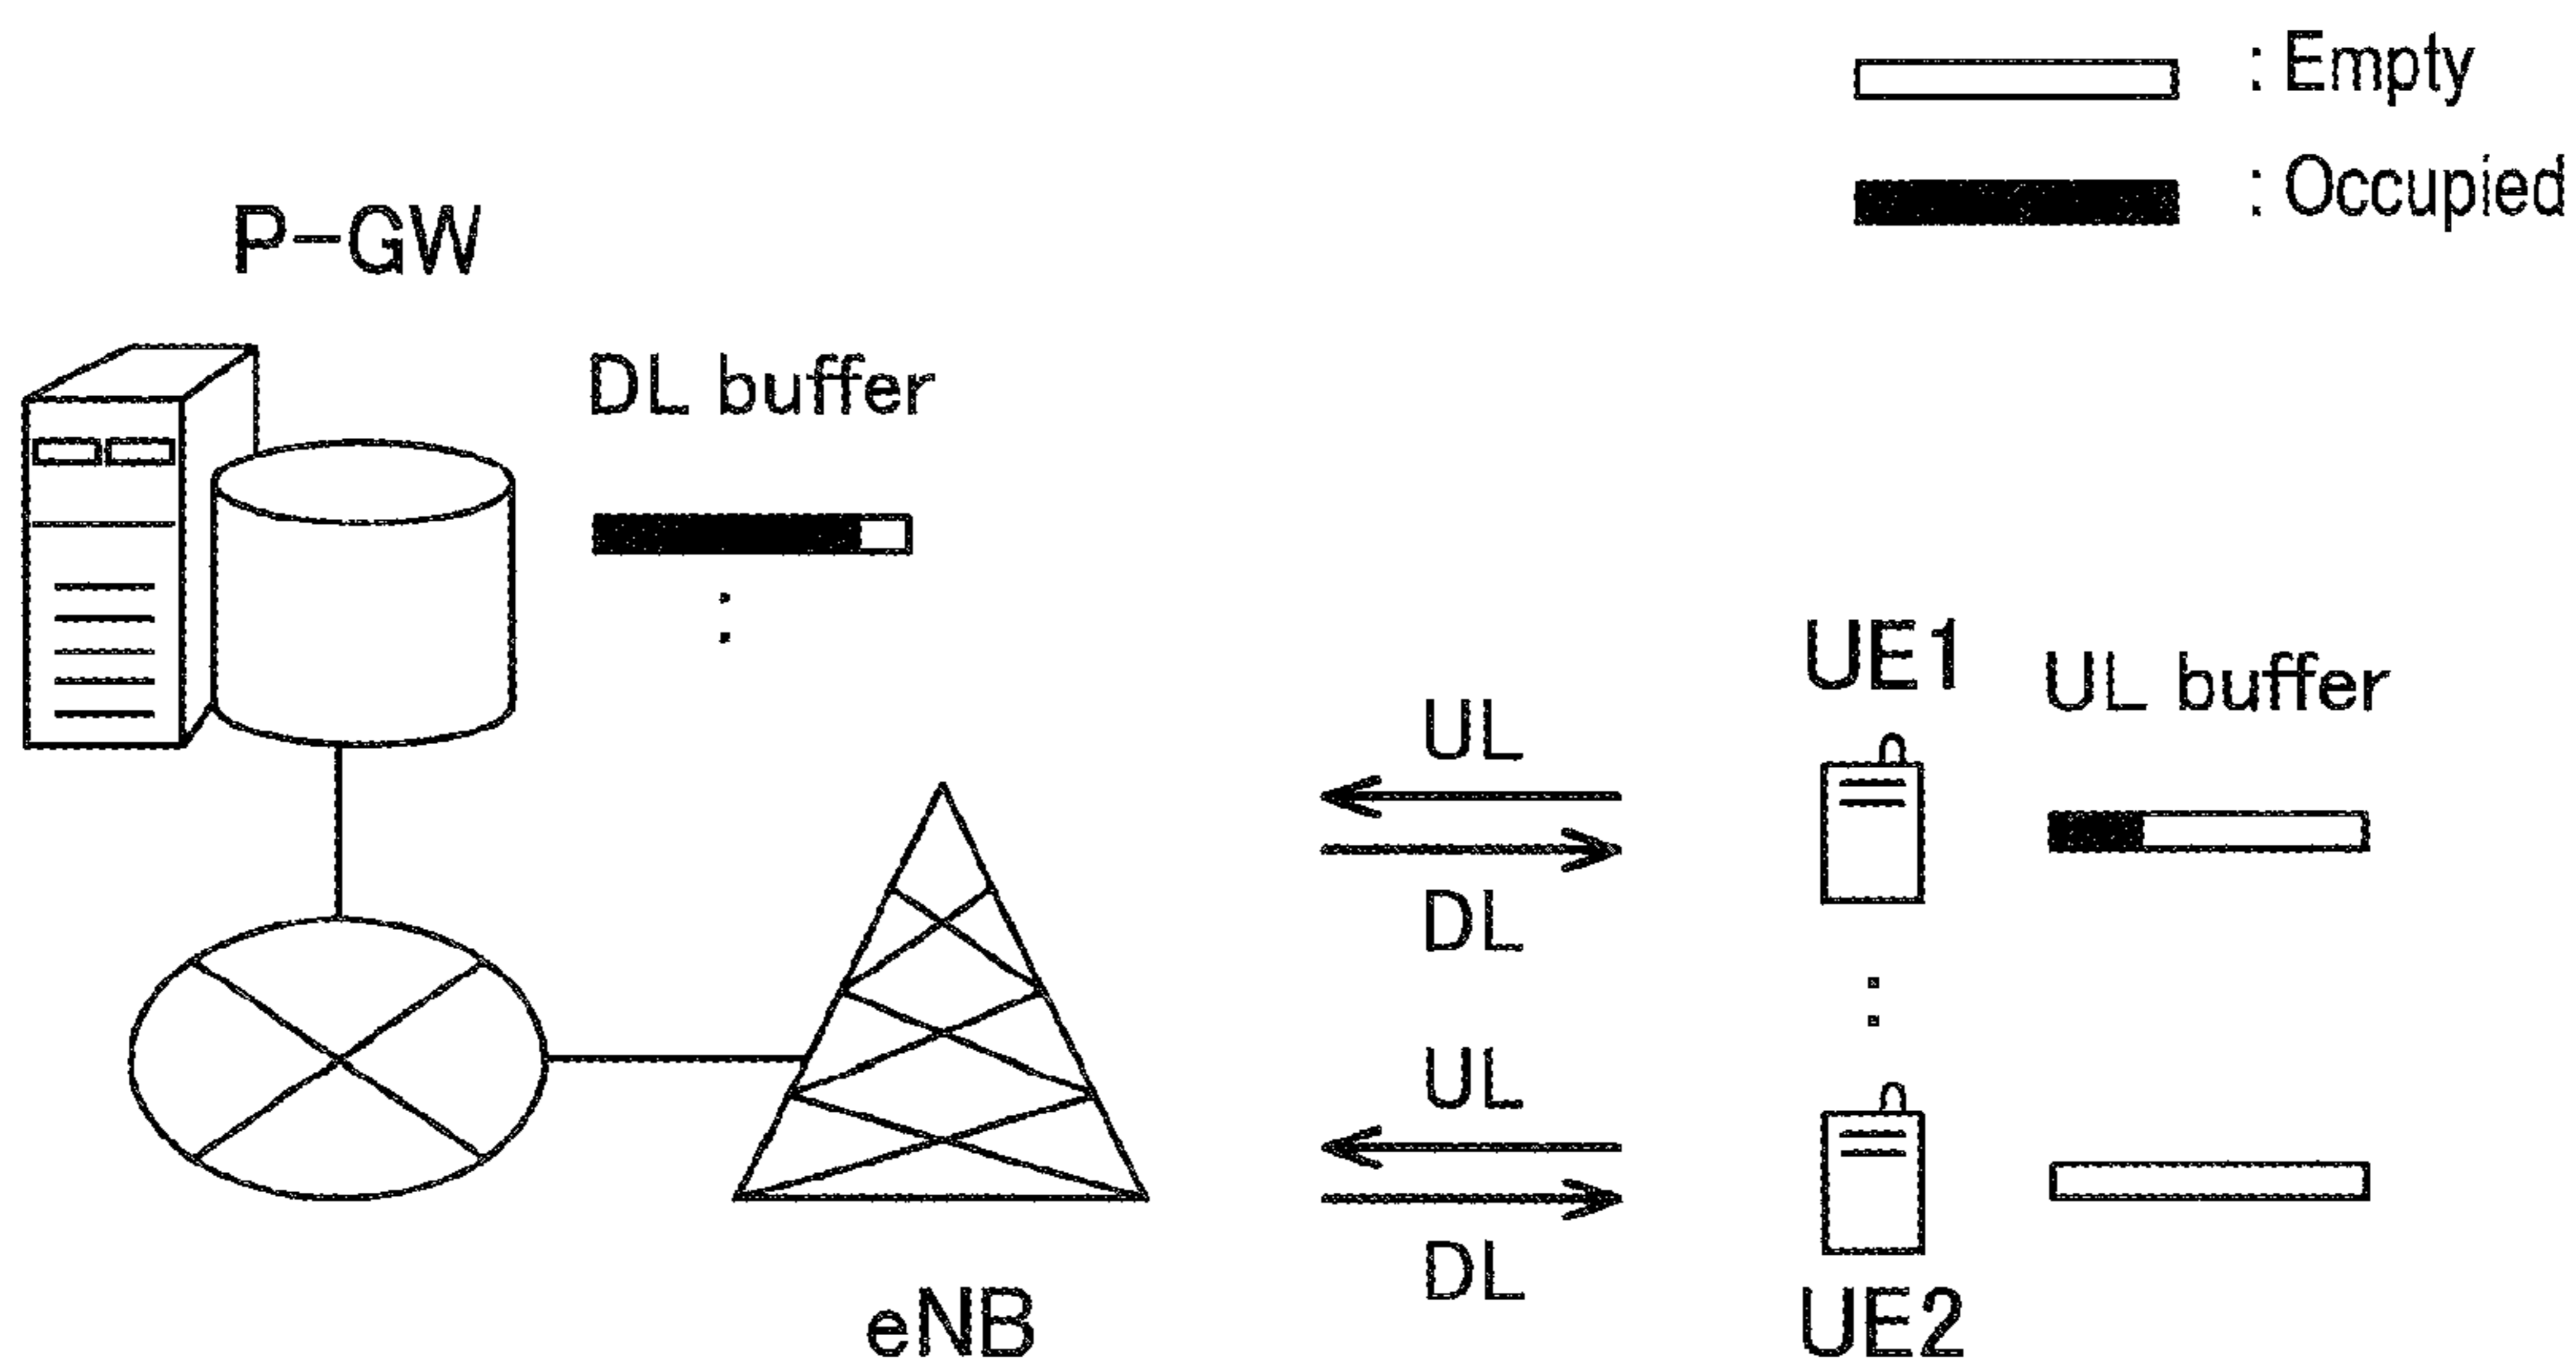 : Empty
: Occupied
P-GW
DL buffer
UE1
UL buffer
UL
DL
UL
DL
eNB
UE2